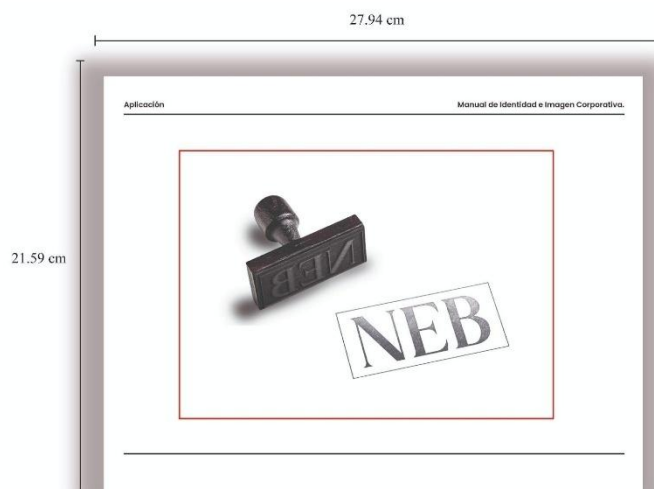 27.94 cm
Aplicación
Manual de Identidad e Imagen Corporativa.
21.59 cm
NEB
NEB